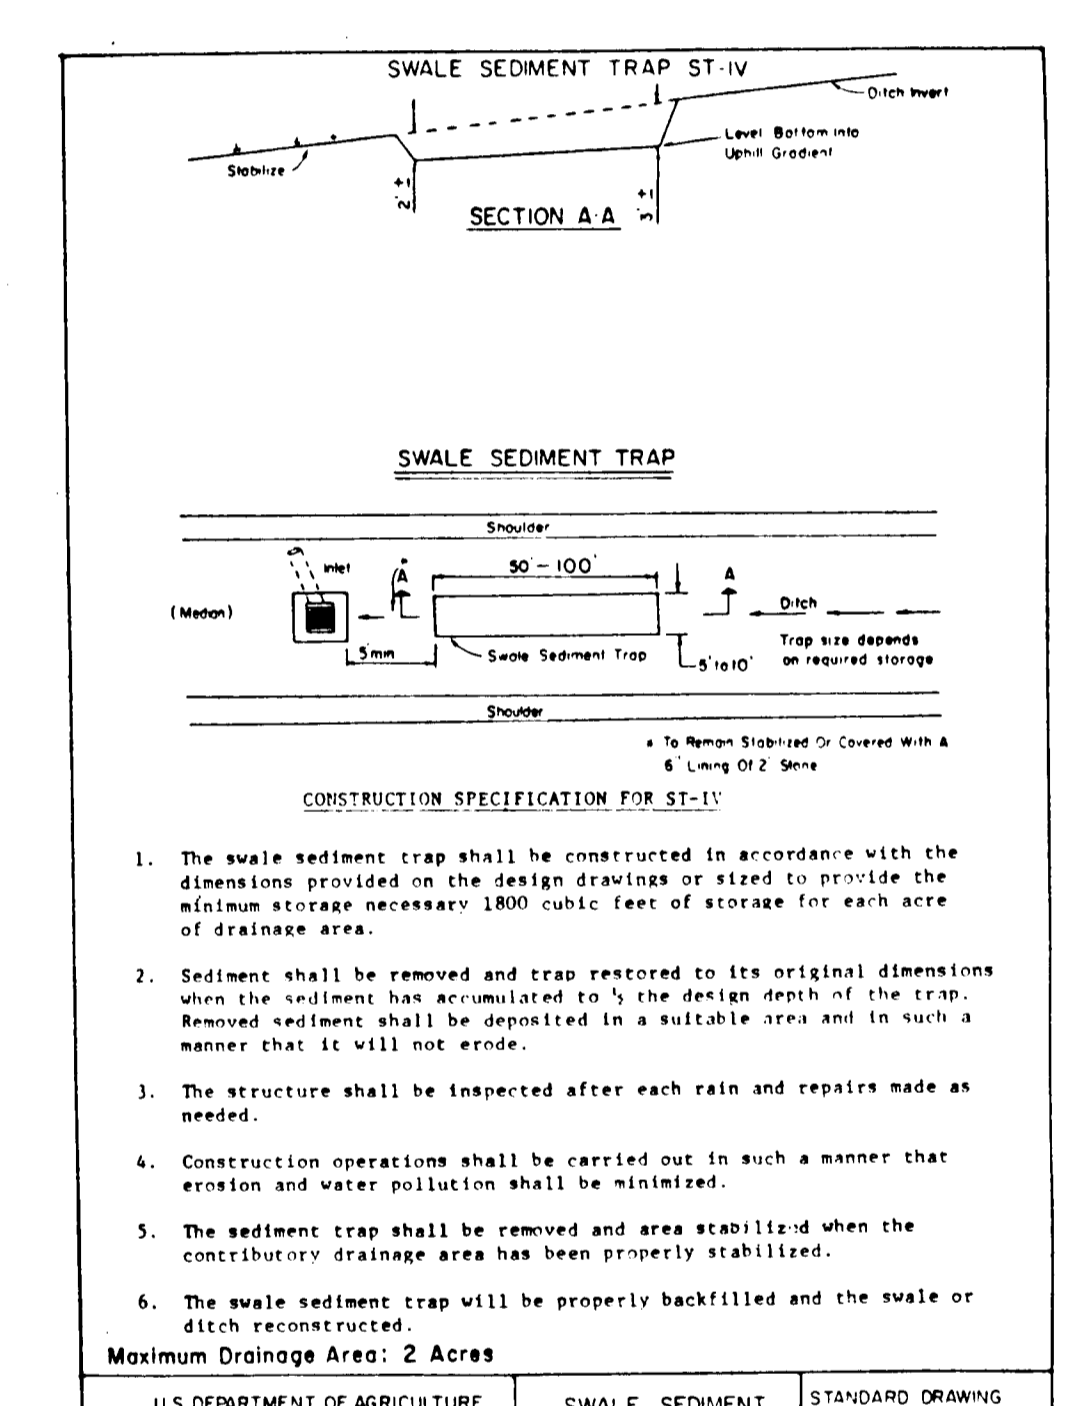 SWALE SEDIMENT TRAP ST-IV
Ditch Invert
Level Bottom Into
Uphill Gradient
Stabilize
2' ±
3' ±
SECTION A-A
SWALE SEDIMENT TRAP
Shoulder
Inlet
*
A
50' – 100'
A
(Median)
Ditch
5' min
Swale Sediment Trap
5' to 10'
Trap size depends
on required storage
Shoulder
* To Remain Stabilized Or Covered With A
6" Lining Of 2" Stone
CONSTRUCTION SPECIFICATION FOR ST-IV
1. The swale sediment trap shall be constructed in accordance with the
dimensions provided on the design drawings or sized to provide the
minimum storage necessary 1800 cubic feet of storage for each acre
of drainage area.
2. Sediment shall be removed and trap restored to its original dimensions
when the sediment has accumulated to the design depth of the trap.
Removed sediment shall be deposited in a suitable area and in such a
manner that it will not erode.
3. The structure shall be inspected after each rain and repairs made as
needed.
4. Construction operations shall be carried out in such a manner that
erosion and water pollution shall be minimized.
5. The sediment trap shall be removed and area stabilized when the
contributory drainage area has been properly stabilized.
6. The swale sediment trap will be properly backfilled and the swale or
ditch reconstructed.
Maximum Drainage Area: 2 Acres
U.S. DEPARTMENT OF AGRICULTURE
SWALE SEDIMENT
STANDARD DRAWING